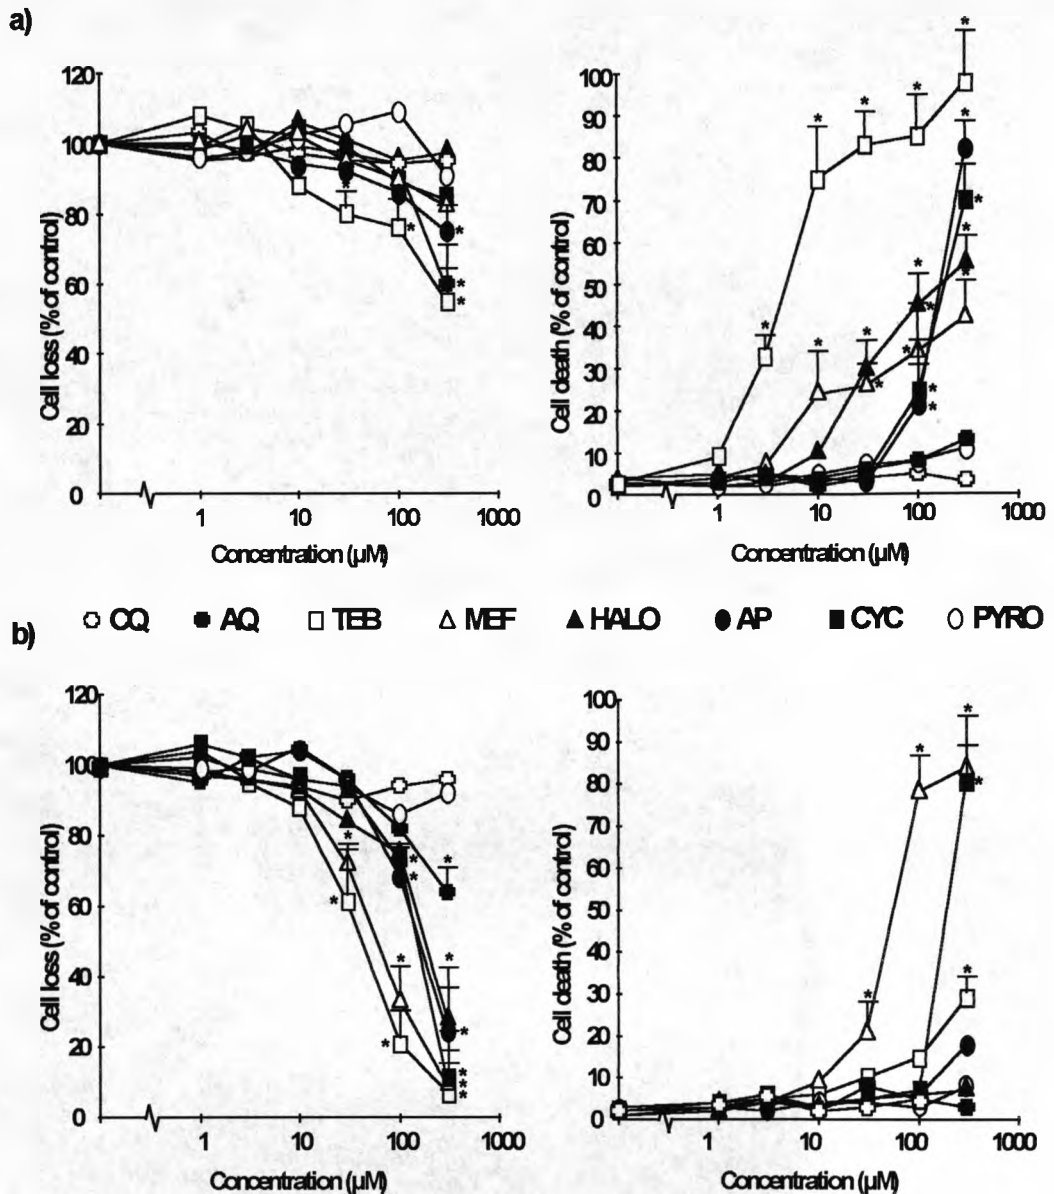 a)
120
100
80
60
40
20
0
Cell loss (% of control)
1 10 100 1000
Concentration (µM)
100
90
80
70
60
50
40
30
20
10
0
Cell death (% of control)
1 10 100 1000
Concentration (µM)
CQ AQ TEB MEF HALO AP CYC PYRO
b)
120
100
80
60
40
20
0
Cell loss (% of control)
1 10 100 1000
Concentration (µM)
100
90
80
70
60
50
40
30
20
10
0
Cell death (% of control)
1 10 100 1000
Concentration (µM)